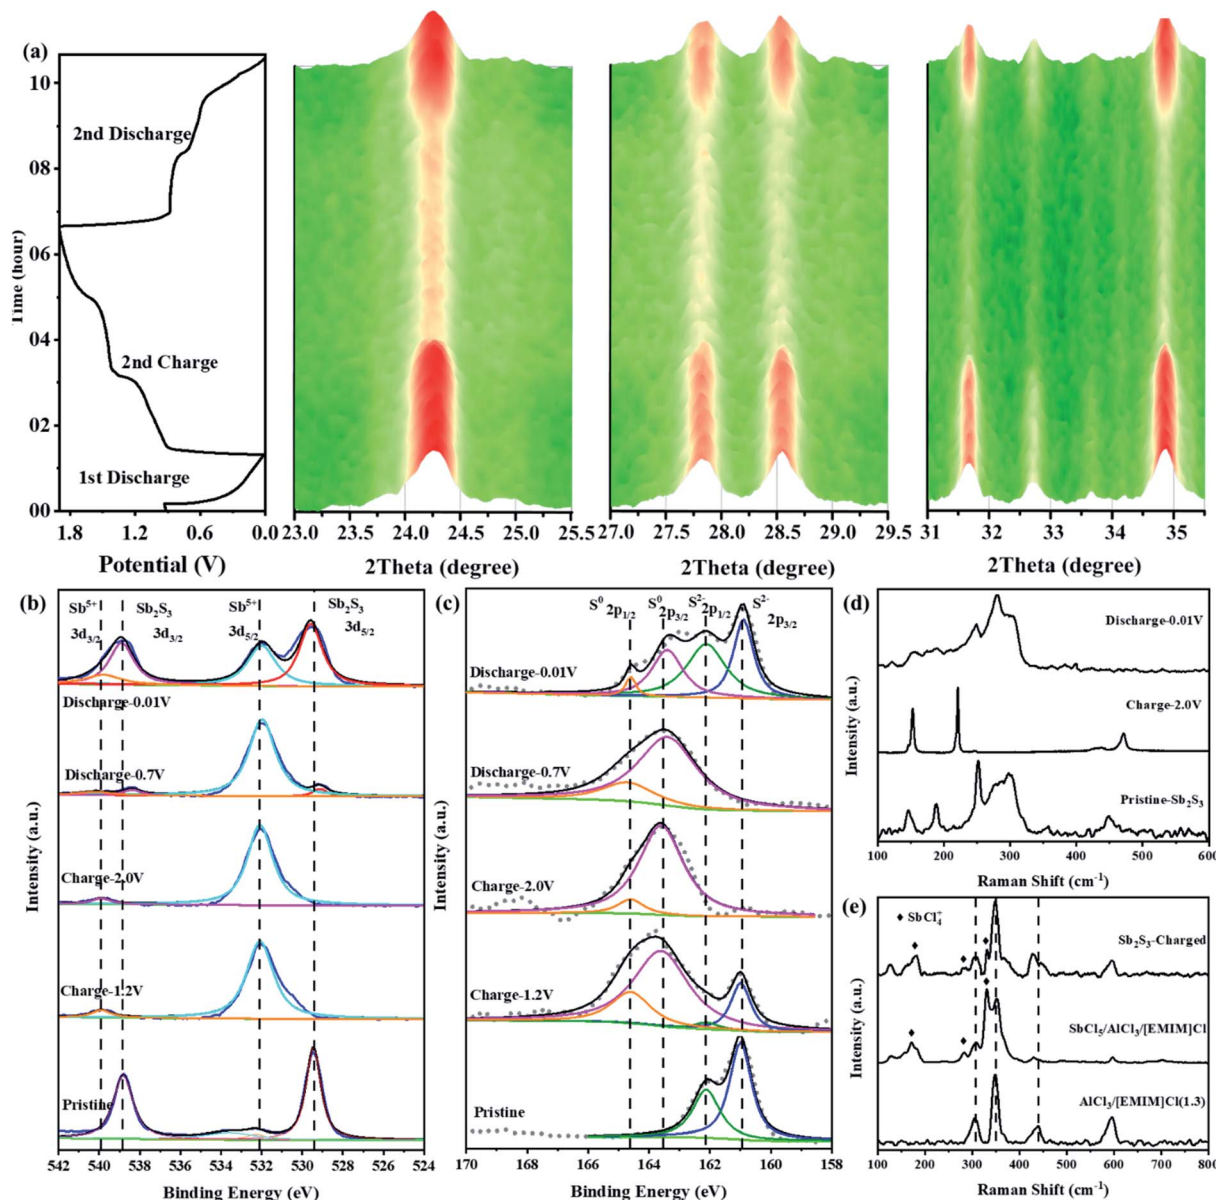 (a)
10
08
06
04
02
00
Time (hour)
2nd Discharge
2nd Charge
1st Discharge
1.8 1.2 0.6 0.0
Potential (V)
23.0 23.5 24.0 24.5 25.0 25.5
2Theta (degree)
27.0 27.5 28.0 28.5 29.0 29.5
2Theta (degree)
31 32 33 34 35
2Theta (degree)
(b)
Sb⁵⁺ 3d₃/₂
Sb₂S₃ 3d₃/₂
Sb⁵⁺ 3d₅/₂
Sb₂S₃ 3d₅/₂
Discharge-0.01V
Discharge-0.7V
Charge-2.0V
Charge-1.2V
Pristine
Intensity (a.u.)
542 540 538 536 534 532 530 528 526 524
Binding Energy (eV)
(c)
S⁰ 2p₁/₂
S⁰ 2p₃/₂
S²⁻ 2p₁/₂
S²⁻ 2p₃/₂
Discharge-0.01V
Discharge-0.7V
Charge-2.0V
Charge-1.2V
Pristine
Intensity (a.u.)
170 168 166 164 162 160 158
Binding Energy (eV)
(d)
Discharge-0.01V
Charge-2.0V
Pristine-Sb₂S₃
Intensity (a.u.)
100 200 300 400 500 600
Raman Shift (cm⁻¹)
(e)
♦ SbCl₄⁺
Sb₂S₃-Charged
SbCl₅/AlCl₃/[EMIM]Cl
AlCl₃/[EMIM]Cl(1.3)
Intensity (a.u.)
100 200 300 400 500 600 700 800
Raman Shift (cm⁻¹)